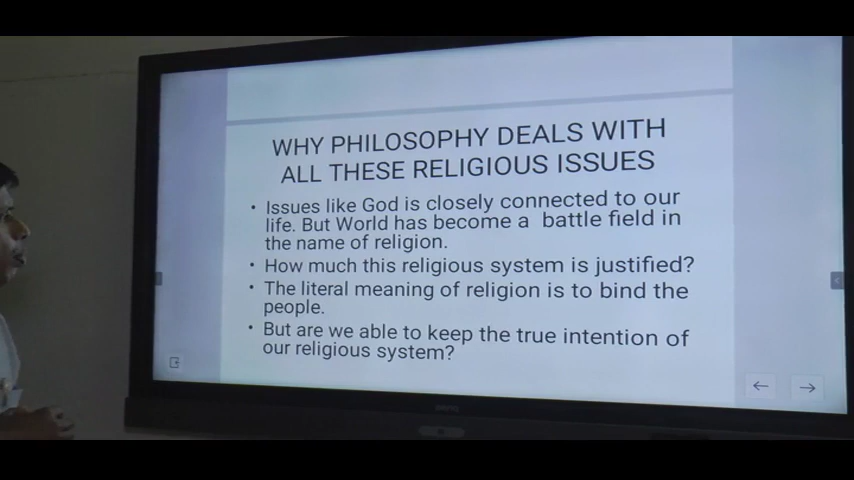 WHY PHILOSOPHY DEALS WITH
ALL THESE RELIGIOUS ISSUES
• Issues like God is closely connected to our
life. But World has become a battle field in
the name of religion.
• How much this religious system is justified?
• The literal meaning of religion is to bind the
people.
• But are we able to keep the true intention of
our religious system?